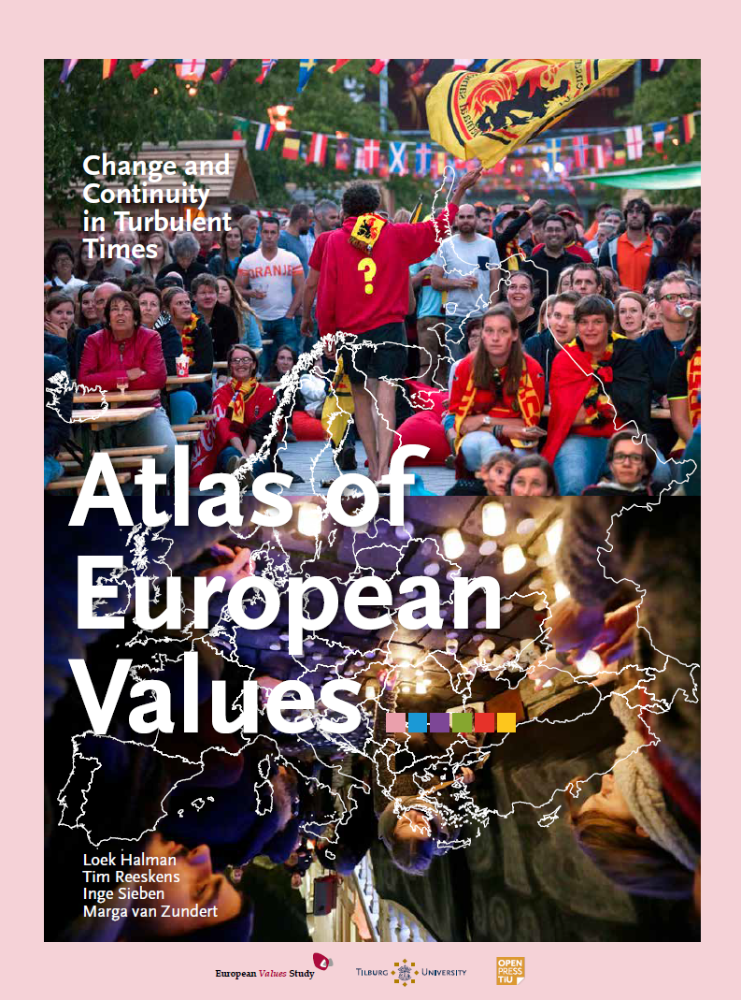 Change and
Continuity
in Turbulent
Times
ORANJE
?
Atlas of
European
Values
Loek Halman
Tim Reeskens
Inge Sieben
Marga van Zundert
European Values Study
TILBURG UNIVERSITY
OPEN
PRESS
TiU